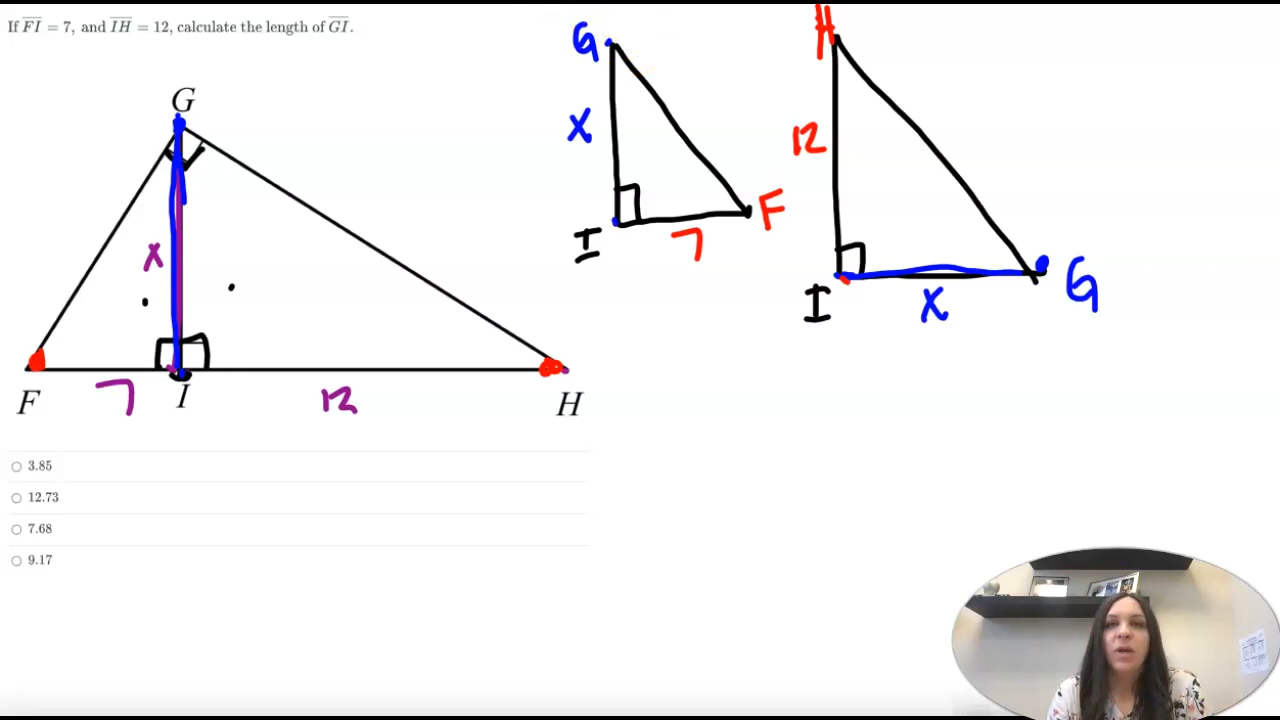 If FI = 7, and IH = 12, calculate the length of GI.
G
X
F
7
I
12
H
G
X
I
7
F
H
12
I
X
G
3.85
12.73
7.68
9.17